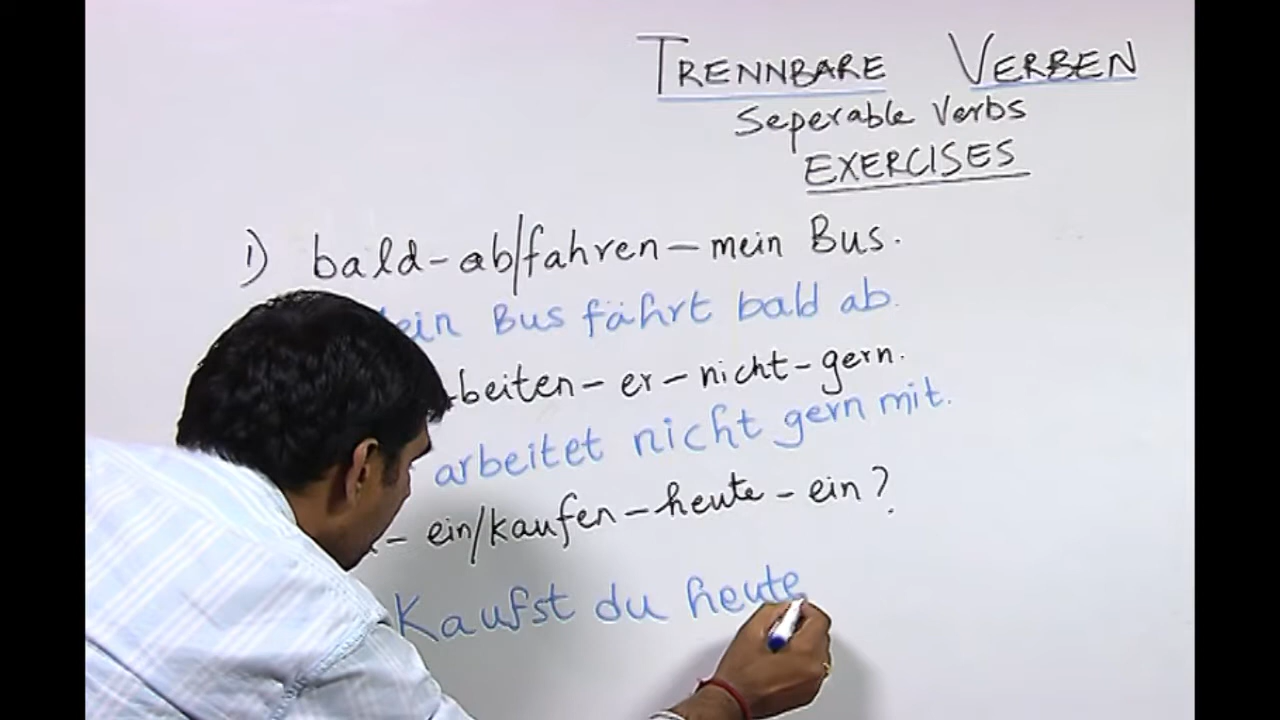 TRENNBARE VERBEN
Seperable Verbs
EXERCISES
1) bald - ab/fahren - mein Bus.
ein Bus fährt bald ab.
beiten - er - nicht - gern.
arbeitet nicht gern mit.
- ein/kaufen - heute - ein?
Kaufst du heute